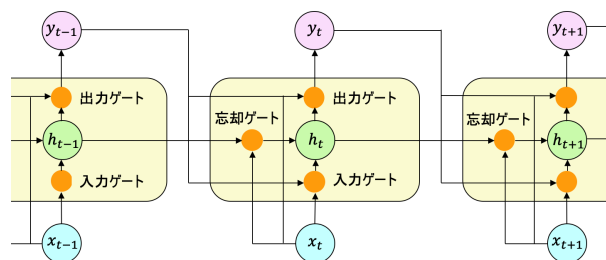 y_{t-1}
y_t
y_{t+1}
出力ゲート
出力ゲート
忘却ゲート
忘却ゲート
h_{t-1}
h_t
h_{t+1}
入力ゲート
入力ゲート
x_{t-1}
x_t
x_{t+1}